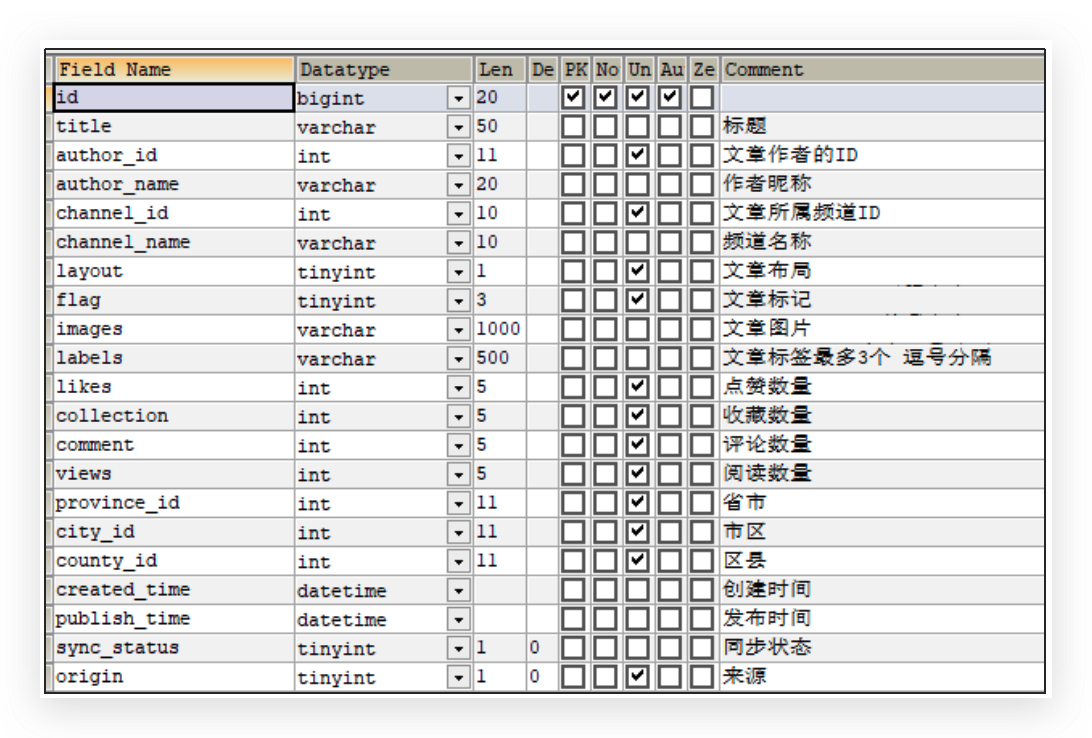 Field Name Datatype Len De PK No Un Au Ze Comment
id bigint 20
title varchar 50 标题
author_id int 11 文章作者的ID
author_name varchar 20 作者昵称
channel_id int 10 文章所属频道ID
channel_name varchar 10 频道名称
layout tinyint 1 文章布局
flag tinyint 3 文章标记
images varchar 1000 文章图片
labels varchar 500 文章标签最多3个 逗号分隔
likes int 5 点赞数量
collection int 5 收藏数量
comment int 5 评论数量
views int 5 阅读数量
province_id int 11 省市
city_id int 11 市区
county_id int 11 区县
created_time datetime 创建时间
publish_time datetime 发布时间
sync_status tinyint 1 0 同步状态
origin tinyint 1 0 来源